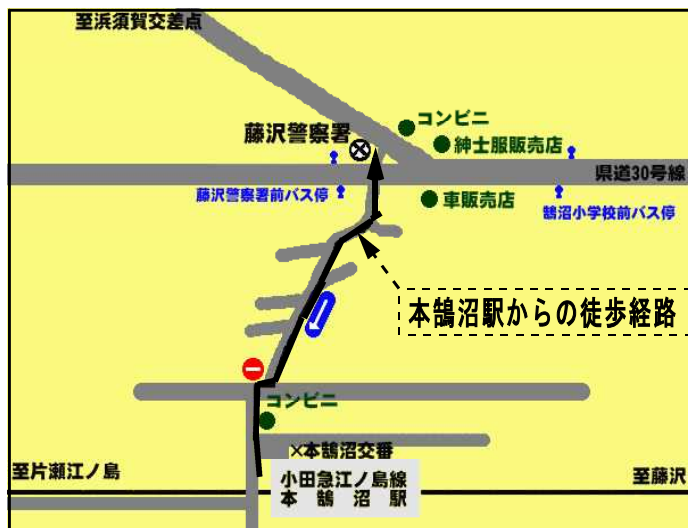 至浜須賀交差点
コンビニ
藤沢警察署
紳士服販売店
県道30号線
藤沢警察署前バス停
車販売店
鵠沼小学校前バス停
本鵠沼駅からの徒歩経路
コンビニ
×本鵠沼交番
至片瀬江ノ島
小田急江ノ島線
本鵠沼駅
至藤沢